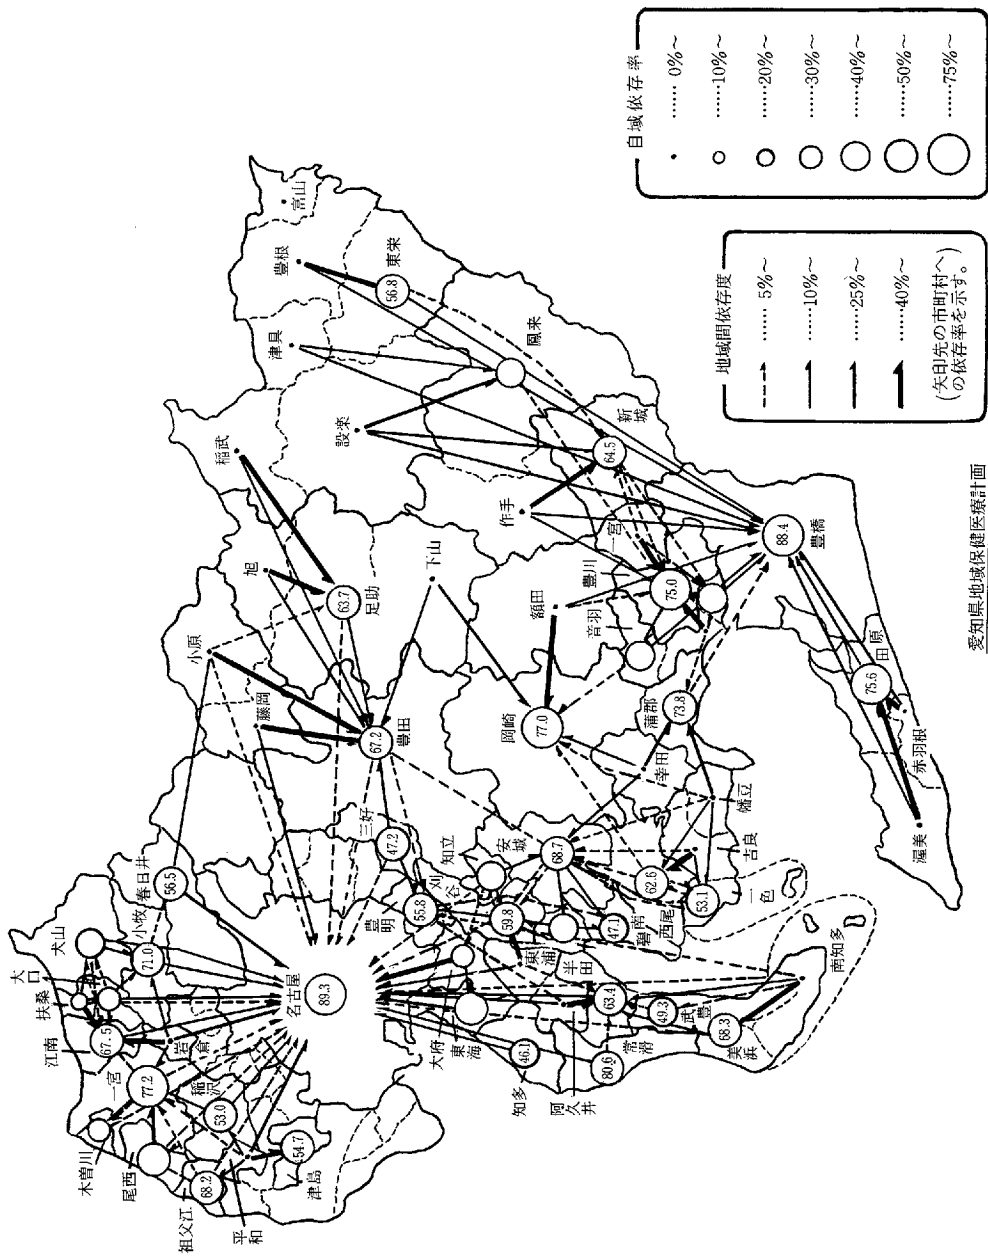 自域依存率
・ ……0%～
……10%～
……20%～
……30%～
……40%～
……50%～
……75%～
地域間依存度
……5%～
……10%～
……25%～
……40%～
(矢印先の市町村へ
の依存率を示す。)
愛知県地域保健医療計画
富山
豊根
東栄
56.8
津具
鳳来
設楽
稲武
新城
64.5
作手
一宮
旭
下山
足助
63.7
豊川
75.0
豊橋
88.4
額田
音羽
小原
藤岡
豊田
67.2
岡崎
77.0
蒲郡
73.8
田原
75.6
赤羽根
渥美
幸田
幡豆
吉良
一色
三好
47.2
知立
安城
68.7
刈谷
59.8
豊明
55.8
西尾
62.6
53.1
碧南
47.1
東浦
半田
63.4
武豊
49.3
美浜
68.3
南知多
常滑
80.6
阿久井
知多
46.1
東海
大府
名古屋
89.3
春日井
56.5
小牧
71.0
犬山
大口
扶桑
江南
67.5
岩倉
一宮
77.2
稲沢
53.0
木曽川
尾西
祖父江
68.2
平和
津島
54.7